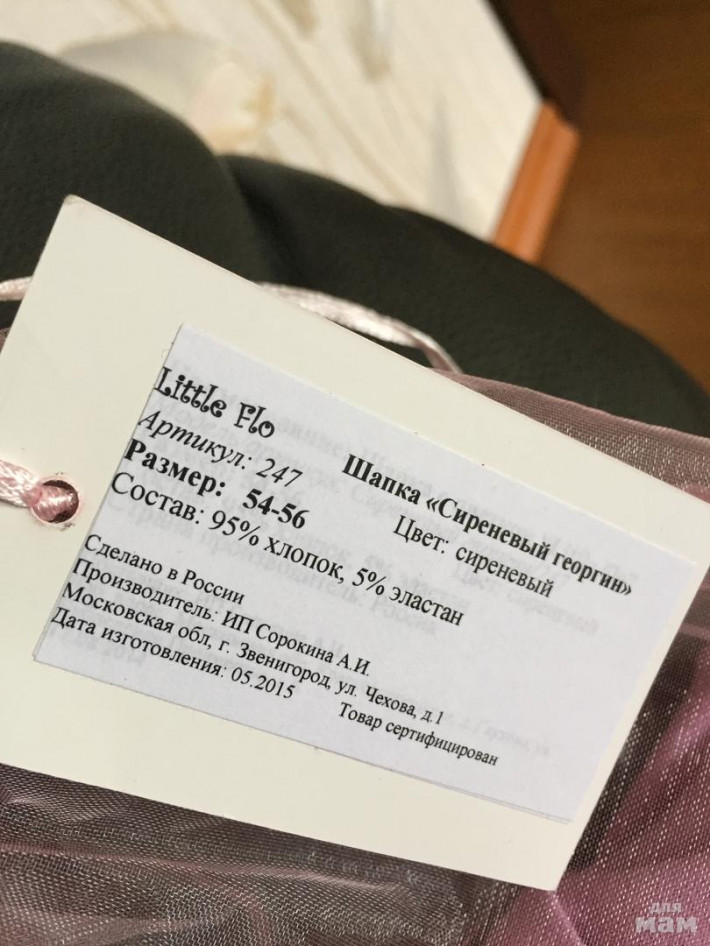 Little Flo
Артикул: 247
Шапка «Сиреневый георгин»
Размер: 54-56
Цвет: сиреневый
Состав: 95% хлопок, 5% эластан
Сделано в России
Производитель: ИП Сорокина А.И.
Московская обл, г. Звенигород, ул. Чехова, д.1
Дата изготовления: 05.2015
Товар сертифицирован
для
мам